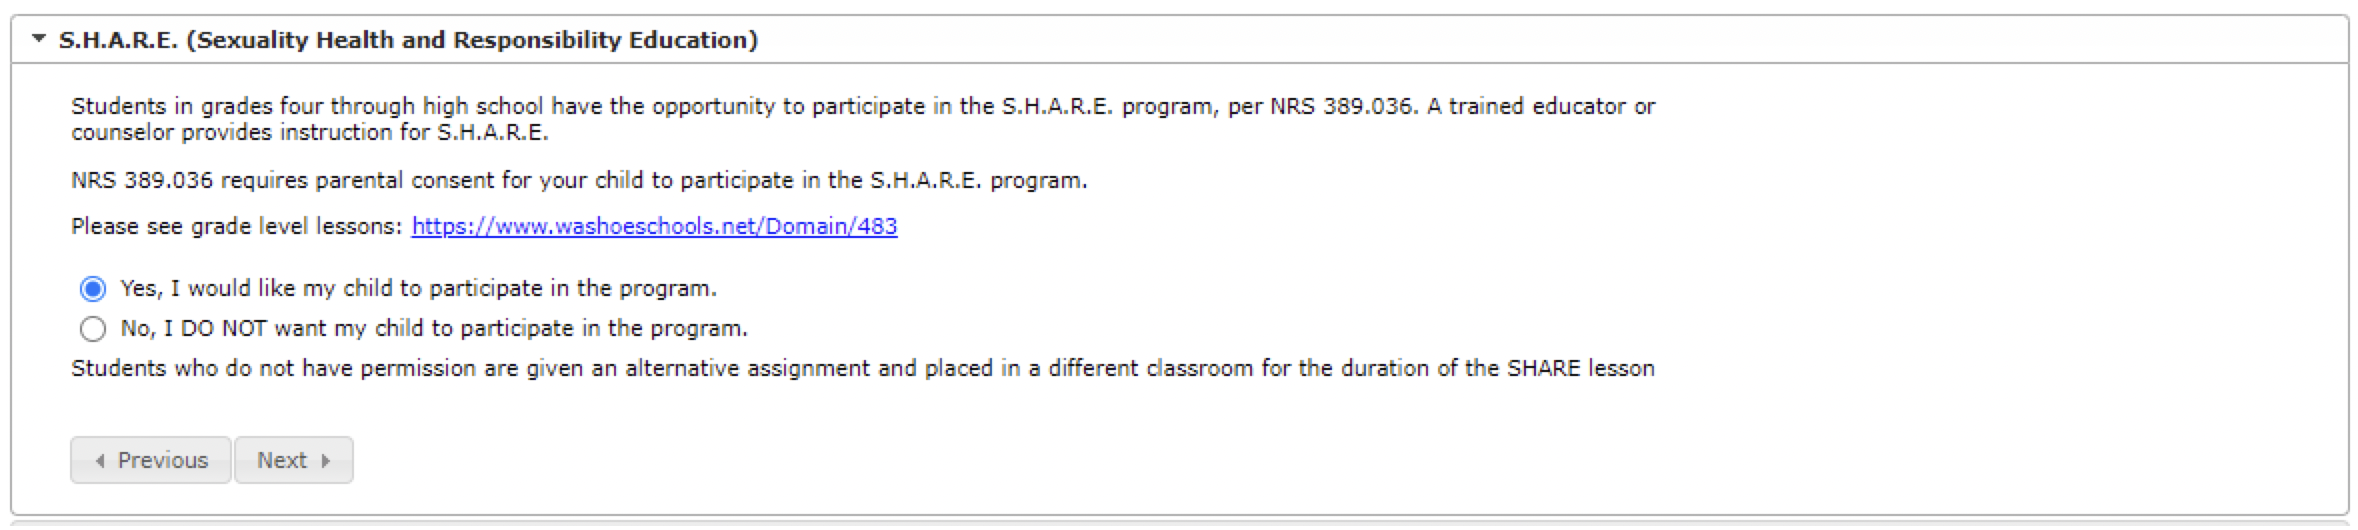 S.H.A.R.E. (Sexuality Health and Responsibility Education)
Students in grades four through high school have the opportunity to participate in the S.H.A.R.E. program, per NRS 389.036. A trained educator or
counselor provides instruction for S.H.A.R.E.
NRS 389.036 requires parental consent for your child to participate in the S.H.A.R.E. program.
Please see grade level lessons: https://www.washoeschools.net/Domain/483
Yes, I would like my child to participate in the program.
No, I DO NOT want my child to participate in the program.
Students who do not have permission are given an alternative assignment and placed in a different classroom for the duration of the SHARE lesson
Previous Next